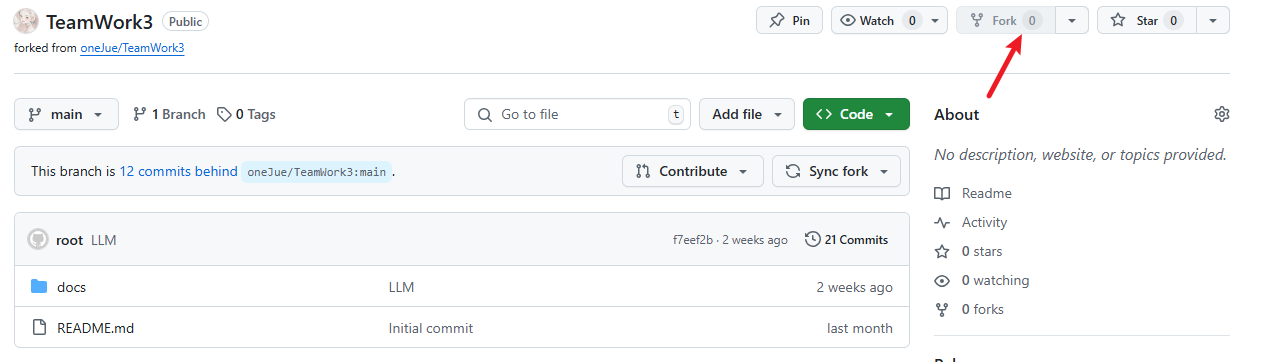 TeamWork3 Public Pin Watch 0 Fork 0 Star 0
forked from oneJue/TeamWork3
main 1 Branch 0 Tags Go to file t Add file Code
About
No description, website, or topics provided.
This branch is 12 commits behind oneJue/TeamWork3:main. Contribute Sync fork
Readme
Activity
root LLM f7eef2b · 2 weeks ago 21 Commits
0 stars
docs LLM 2 weeks ago
0 watching
README.md Initial commit last month
0 forks